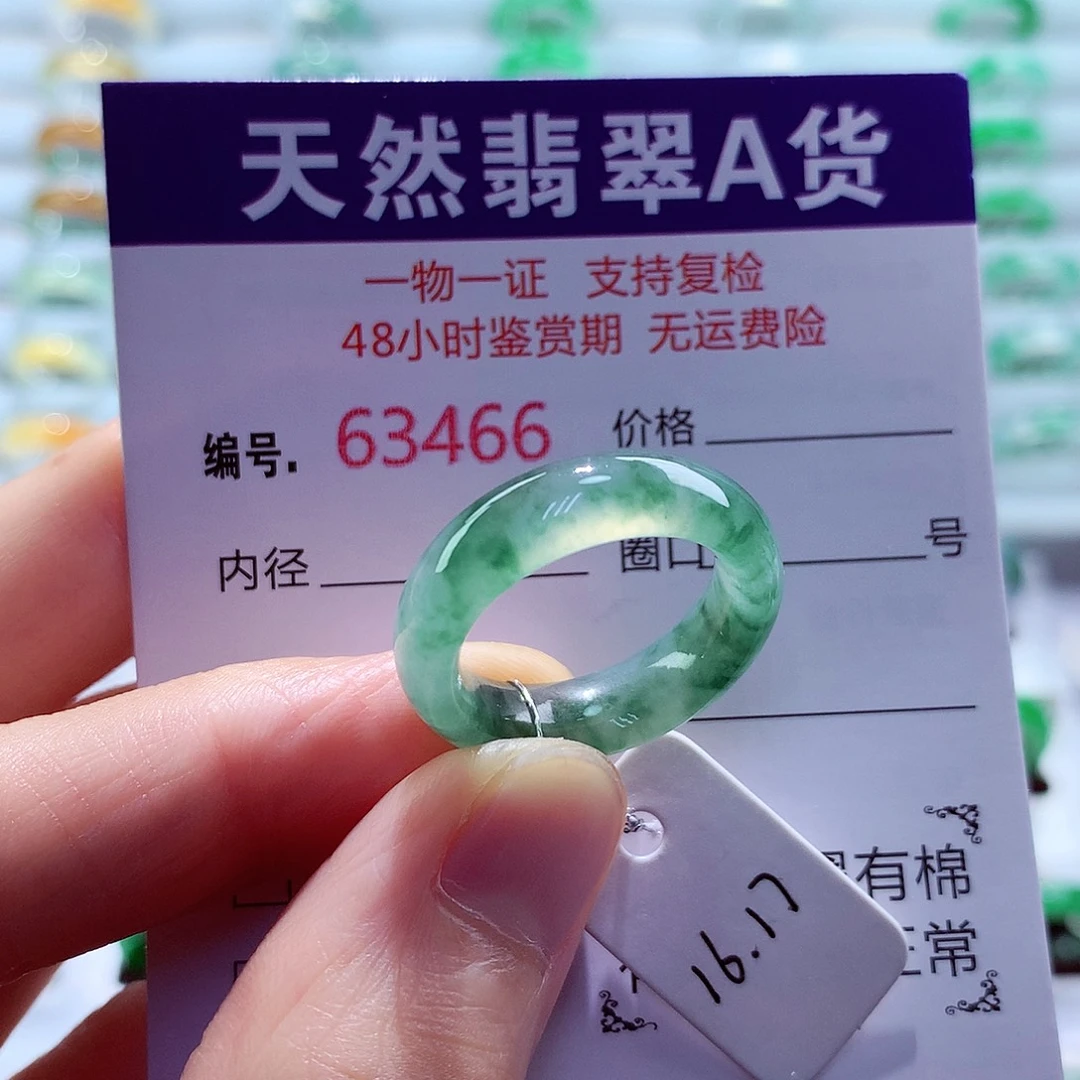 天然翡翠A货
一物一证 支持复检
48小时鉴赏期 无运费险
编号. 63466 价格
内径 圈口 号
有棉
正常
16.17